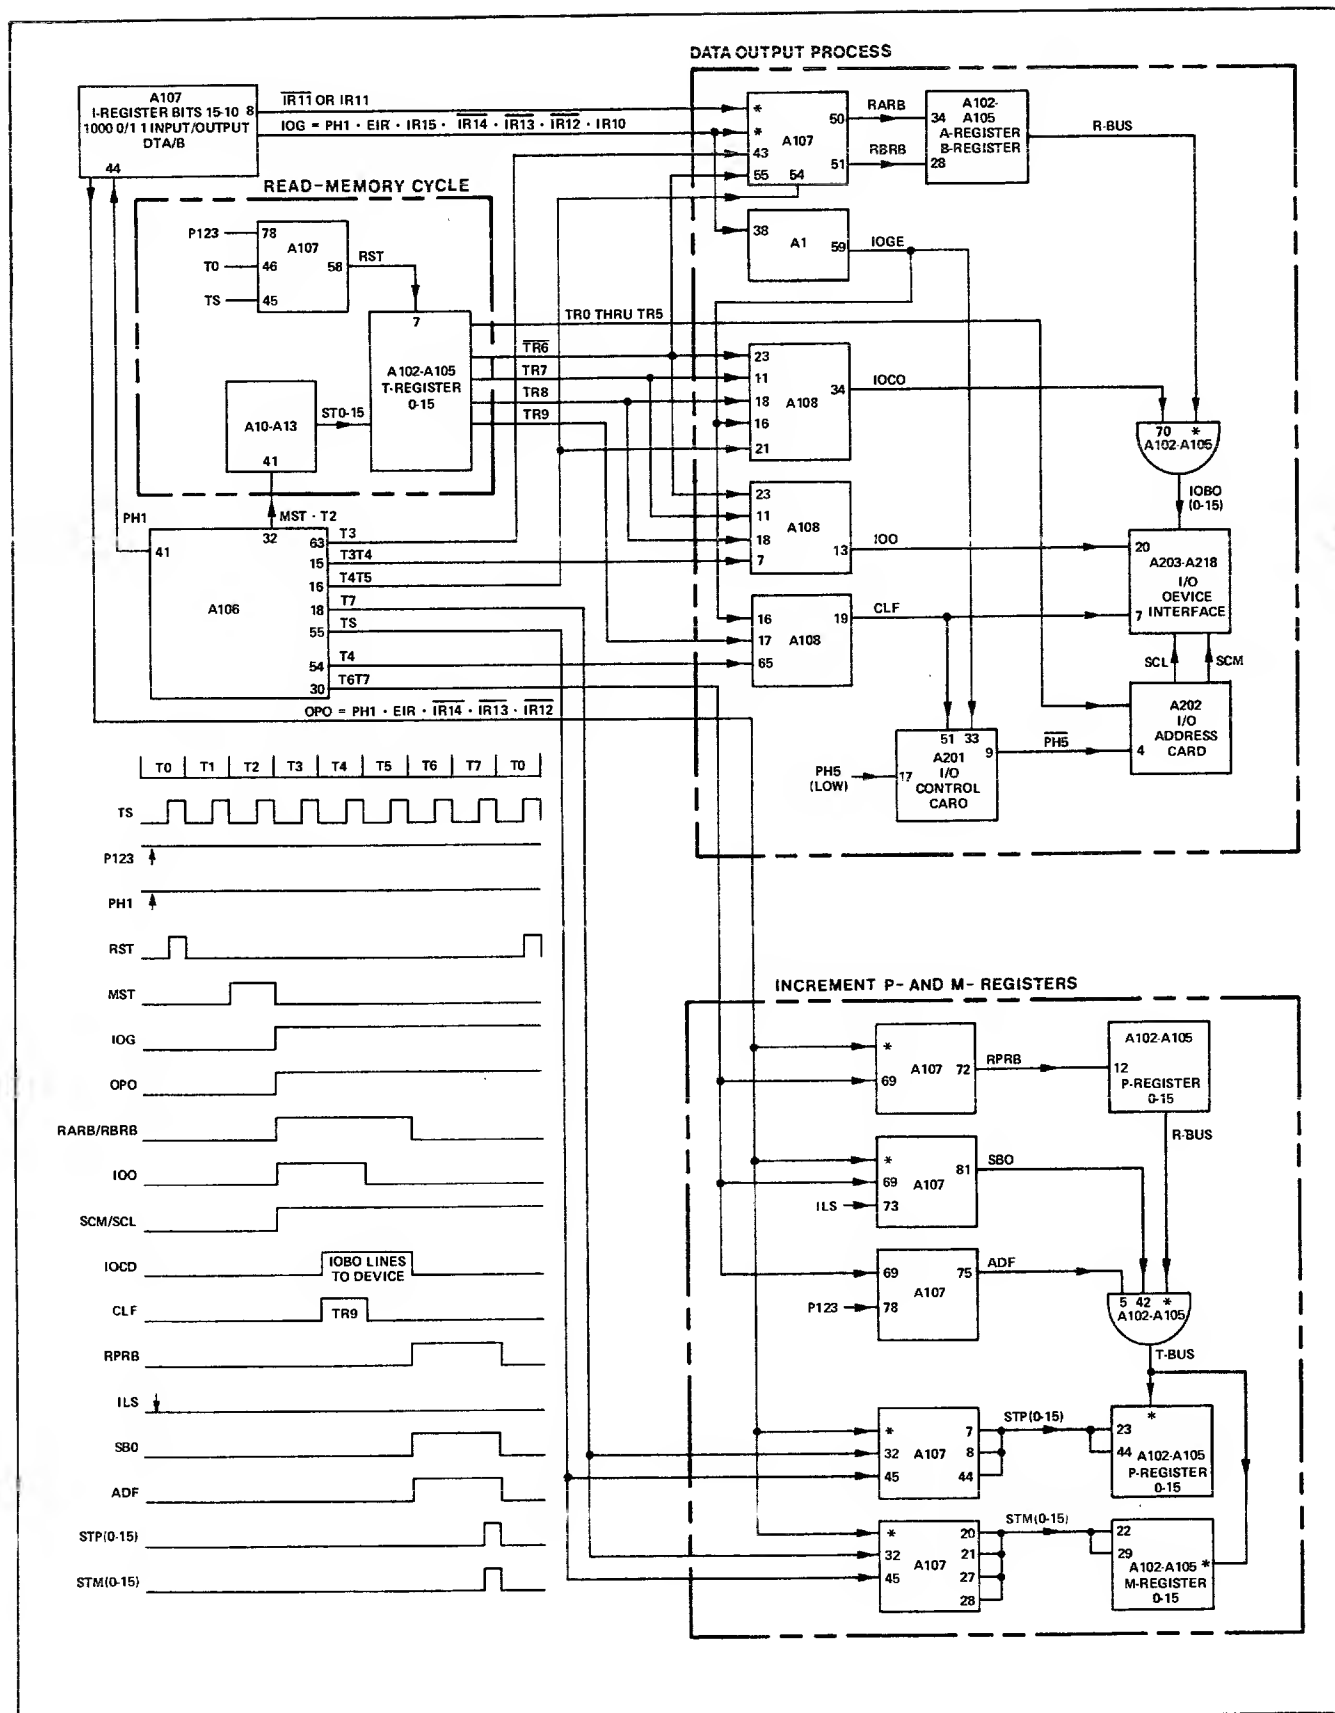 DATA OUTPUT PROCESS
A107
I-REGISTER BITS 15-10 8
1000 0/1 1 INPUT/OUTPUT
DTA/B
44
IR11 OR IR11
IOG = PH1 · EIR · IR15 · IR14 · IR13 · IR12 · IR10
*
*
43
55
A107
54
50
51
RARB
RBRB
34
28
A102-
A105
A-REGISTER
B-REGISTER
R-BUS
READ-MEMORY CYCLE
P123
T0
TS
78
46
45
A107
58
RST
38
A1
59
IOGE
7
A102-A105
T-REGISTER
0-15
A10-A13
41
ST0-15
TR0 THRU TR5
TR6
TR7
TR8
TR9
23
11
18
16
21
A108
34
IOCO
70 *
A102-A105
IOBO
(0-15)
PH1
MST · T2
41
32
A106
63
15
16
18
55
54
30
T3
T3T4
T4T5
T7
TS
T4
T6T7
23
11
18
7
A108
13
IOO
20
A203-A218
I/O
OEVICE
INTERFACE
7
16
17
65
A108
19
CLF
SCL
SCM
OPO = PH1 · EIR · IR14 · IR13 · IR12
A202
I/O
ADDRESS
CARD
4
51 33
A201
I/O
CONTROL
CARO
9
17
PH5
PH5
(LOW)
T0 T1 T2 T3 T4 T5 T6 T7 T0
TS
P123
PH1
RST
MST
IOG
OPO
RARB/RBRB
IOO
SCM/SCL
IOCD
IOBO LINES
TO DEVICE
CLF
TR9
RPRB
ILS
SBO
ADF
STP(0-15)
STM(0-15)
INCREMENT P- AND M- REGISTERS
*
69
A107
72
RPRB
A102-A105
12
P-REGISTER
0-15
R-BUS
*
69
73
ILS
A107
81
SBO
69
78
P123
A107
75
ADF
5 42 *
A102-A105
T-BUS
*
32
45
A107
7
8
44
STP(0-15)
*
23
44
A102-A105
P-REGISTER
0-15
*
32
45
A107
20
21
27
28
STM(0-15)
22
29
A102-A105 *
M-REGISTER
0-15